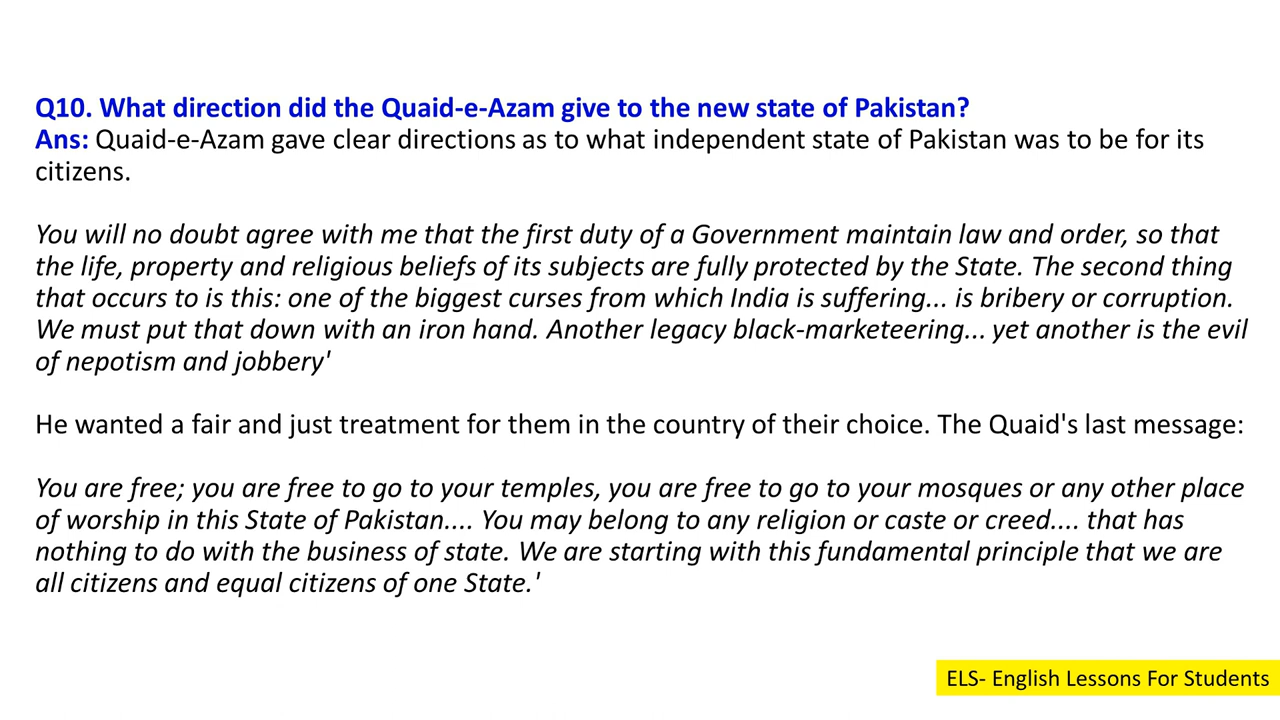 Q10. What direction did the Quaid-e-Azam give to the new state of Pakistan?
Ans: Quaid-e-Azam gave clear directions as to what independent state of Pakistan was to be for its
citizens.
You will no doubt agree with me that the first duty of a Government maintain law and order, so that
the life, property and religious beliefs of its subjects are fully protected by the State. The second thing
that occurs to is this: one of the biggest curses from which India is suffering... is bribery or corruption.
We must put that down with an iron hand. Another legacy black-marketeering... yet another is the evil
of nepotism and jobbery'
He wanted a fair and just treatment for them in the country of their choice. The Quaid's last message:
You are free; you are free to go to your temples, you are free to go to your mosques or any other place
of worship in this State of Pakistan.... You may belong to any religion or caste or creed.... that has
nothing to do with the business of state. We are starting with this fundamental principle that we are
all citizens and equal citizens of one State.'
ELS- English Lessons For Students